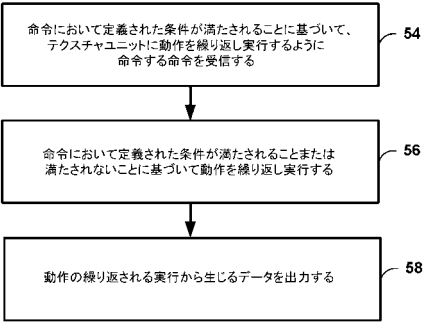 命令において定義された条件が満たされることに基づいて、
テクスチャユニットに動作を繰り返し実行するように
命令する命令を受信する
54
命令において定義された条件が満たされることまたは
満たされないことに基づいて動作を繰り返し実行する
56
動作の繰り返される実行から生じるデータを出力する
58